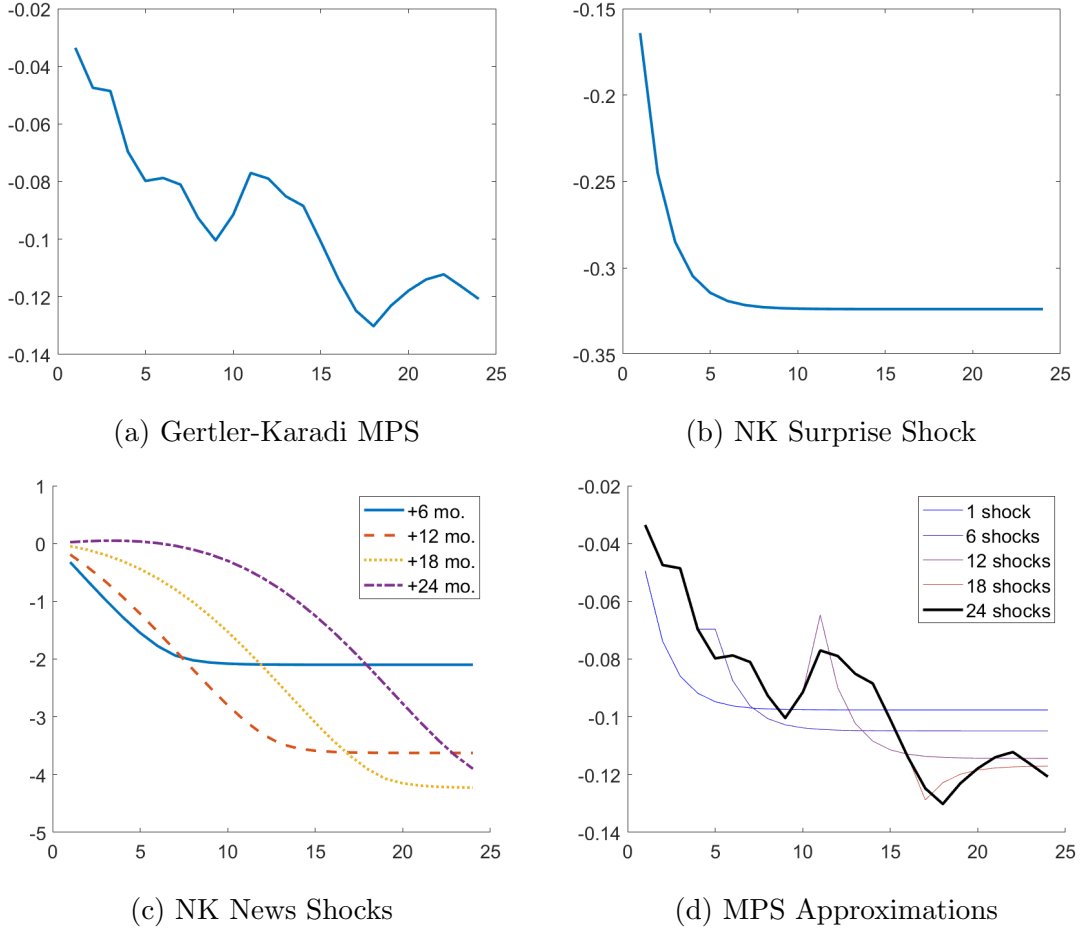 -0.02
-0.04
-0.06
-0.08
-0.1
-0.12
-0.14
0 5 10 15 20 25
(a) Gertler-Karadi MPS
-0.15
-0.2
-0.25
-0.3
-0.35
0 5 10 15 20 25
(b) NK Surprise Shock
1
0
-1
-2
-3
-4
-5
0 5 10 15 20 25
+6 mo.
+12 mo.
+18 mo.
+24 mo.
(c) NK News Shocks
-0.02
-0.04
-0.06
-0.08
-0.1
-0.12
-0.14
0 5 10 15 20 25
1 shock
6 shocks
12 shocks
18 shocks
24 shocks
(d) MPS Approximations